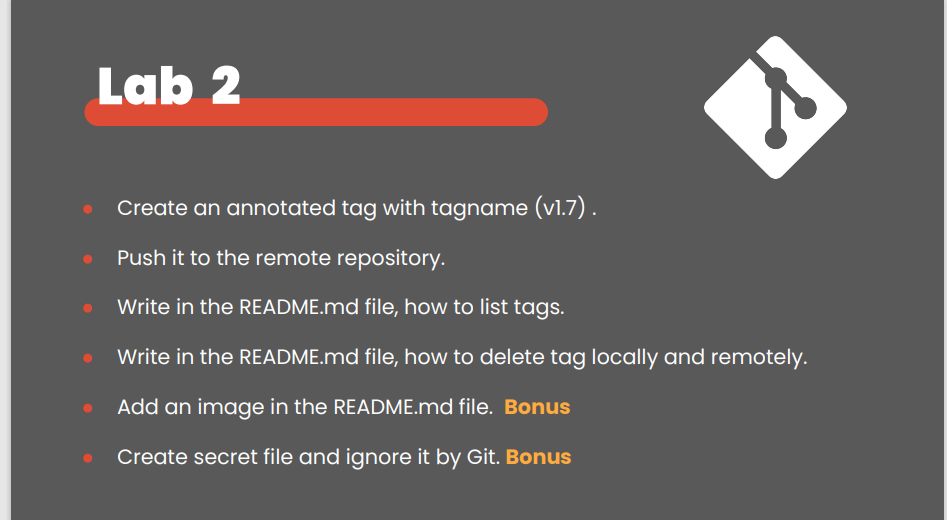 Lab 2
Create an annotated tag with tagname (v1.7) .
Push it to the remote repository.
Write in the README.md file, how to list tags.
Write in the README.md file, how to delete tag locally and remotely.
Add an image in the README.md file. Bonus
Create secret file and ignore it by Git. Bonus